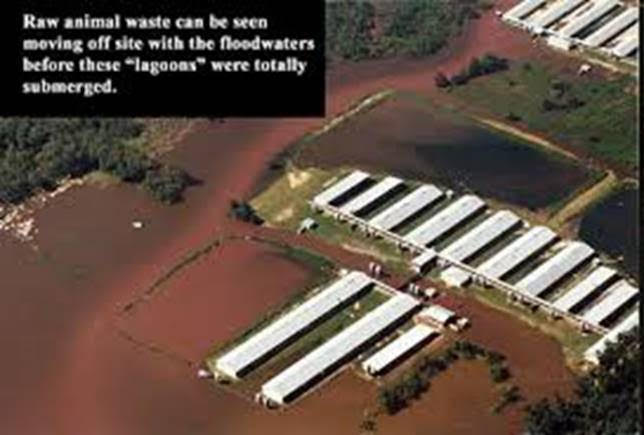 Raw animal waste can be seen
moving off site with the floodwaters
before these “lagoons” were totally
submerged.